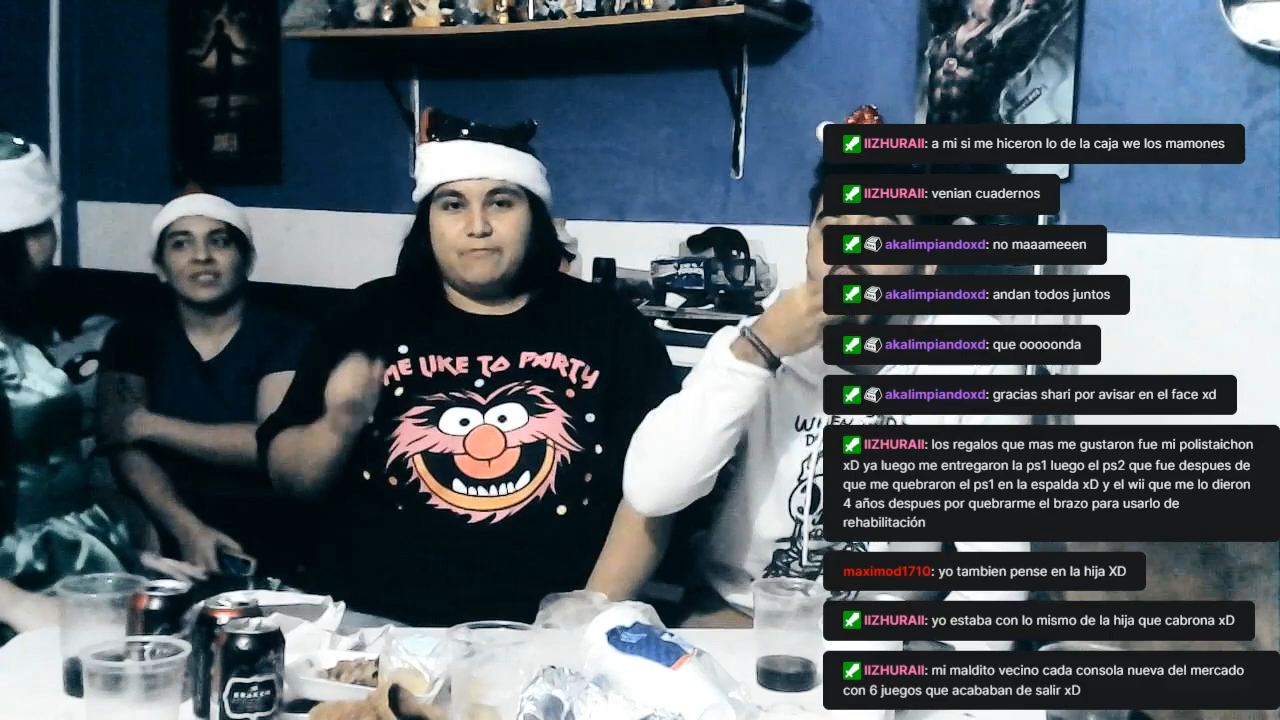 IIZHURAII: a mi si me hiceron lo de la caja we los mamones
IIZHURAII: venian cuadernos
akalimpiandoxd: no maaameeen
akalimpiandoxd: andan todos juntos
akalimpiandoxd: que ooooonda
akalimpiandoxd: gracias shari por avisar en el face xd
IIZHURAII: los regalos que mas me gustaron fue mi polistaichon
xD ya luego me entregaron la ps1 luego el ps2 que fue despues de
que me quebraron el ps1 en la espalda xD y el wii que me lo dieron
4 años despues por quebrarme el brazo para usarlo de
rehabilitación
maximod1710: yo tambien pense en la hija XD
IIZHURAII: yo estaba con lo mismo de la hija que cabrona xD
IIZHURAII: mi maldito vecino cada consola nueva del mercado
con 6 juegos que acababan de salir xD
ME LIKE TO PARTY
KRAKEN